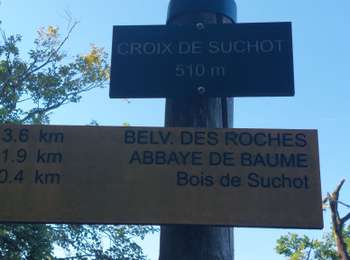 CROIX DE SUCHOT
510 m
3.6 km BELV. DES ROCHES
1.9 km ABBAYE DE BAUME
0.4 km Bois de Suchot